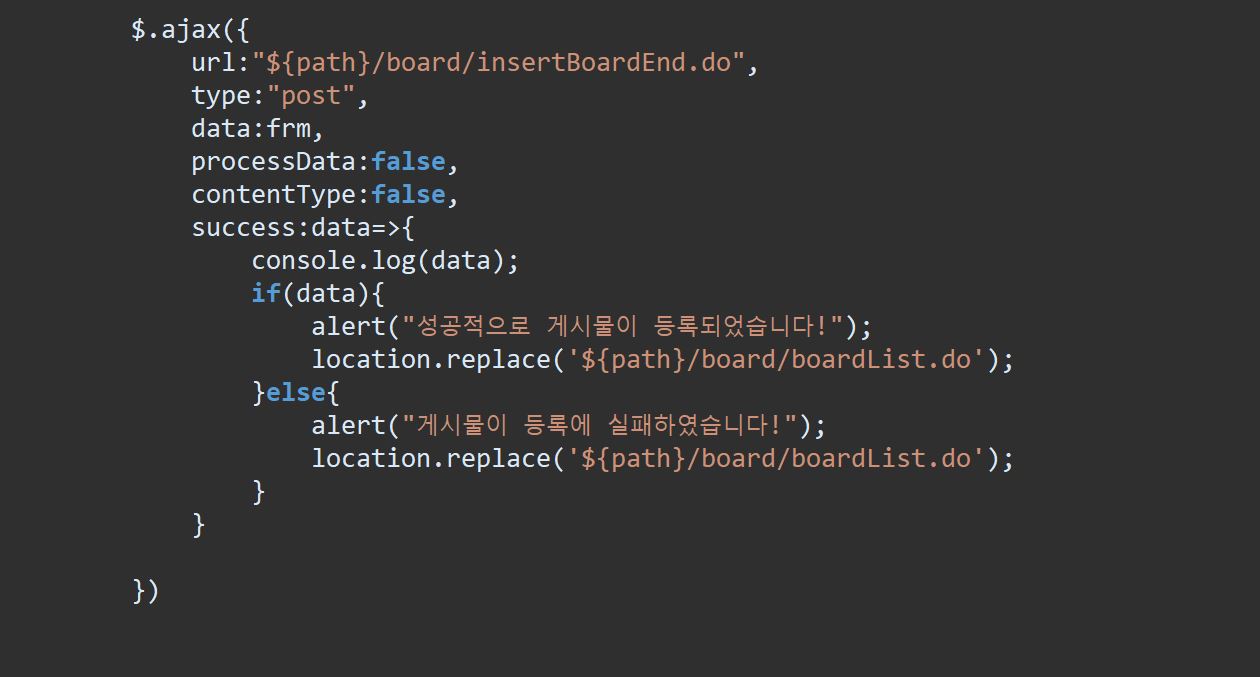 $.ajax({
url:"${path}/board/insertBoardEnd.do",
type:"post",
data:frm,
processData:false,
contentType:false,
success:data=>{
console.log(data);
if(data){
alert("성공적으로 게시물이 등록되었습니다!");
location.replace('${path}/board/boardList.do');
}else{
alert("게시물이 등록에 실패하였습니다!");
location.replace('${path}/board/boardList.do');
}
}
})